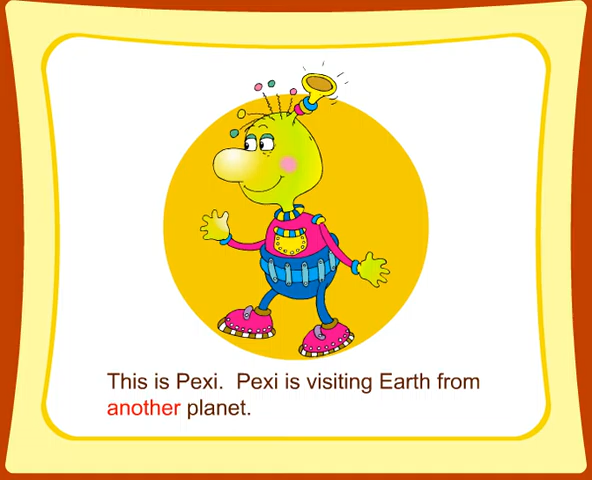 This is Pexi.  Pexi is visiting Earth from
another planet.